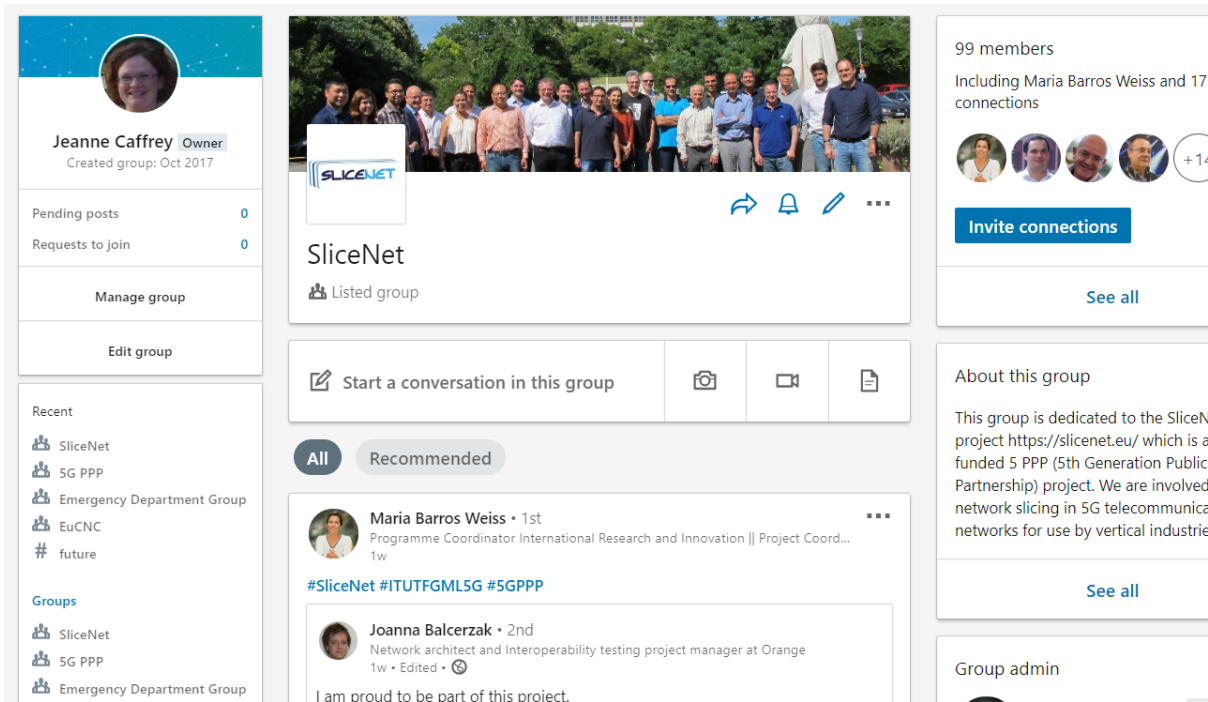 Jeanne Caffrey Owner
Created group: Oct 2017
Pending posts 0
Requests to join 0
Manage group
Edit group
Recent
SliceNet
5G PPP
Emergency Department Group
EuCNC
# future
Groups
SliceNet
5G PPP
Emergency Department Group
SLICENET
SliceNet
Listed group
Start a conversation in this group
All
Recommended
Maria Barros Weiss • 1st
Programme Coordinator International Research and Innovation || Project Coord...
1w
#SliceNet #ITUTFGML5G #5GPPP
Joanna Balcerzak • 2nd
Network architect and Interoperability testing project manager at Orange
1w • Edited •
I am proud to be part of this project.
99 members
Including Maria Barros Weiss and 17
connections
+14
Invite connections
See all
About this group
This group is dedicated to the SliceN
project https://slicenet.eu/ which is a
funded 5 PPP (5th Generation Public
Partnership) project. We are involved
network slicing in 5G telecommunica
networks for use by vertical industrie
See all
Group admin